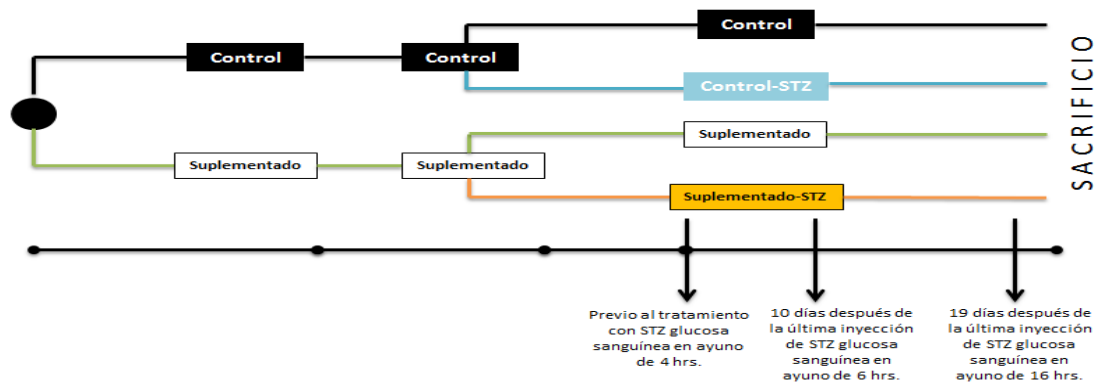 Control
Control
Control
Control-STZ
Suplementado
Suplementado
Suplementado
Suplementado-STZ
SACRIFICIO
Previo al tratamiento
con STZ glucosa
sanguínea en ayuno
de 4 hrs.
10 días después de
la última inyección
de STZ glucosa
sanguínea en
ayuno de 6 hrs.
19 días después de
la última inyección
de STZ glucosa
sanguínea en
ayuno de 16 hrs.